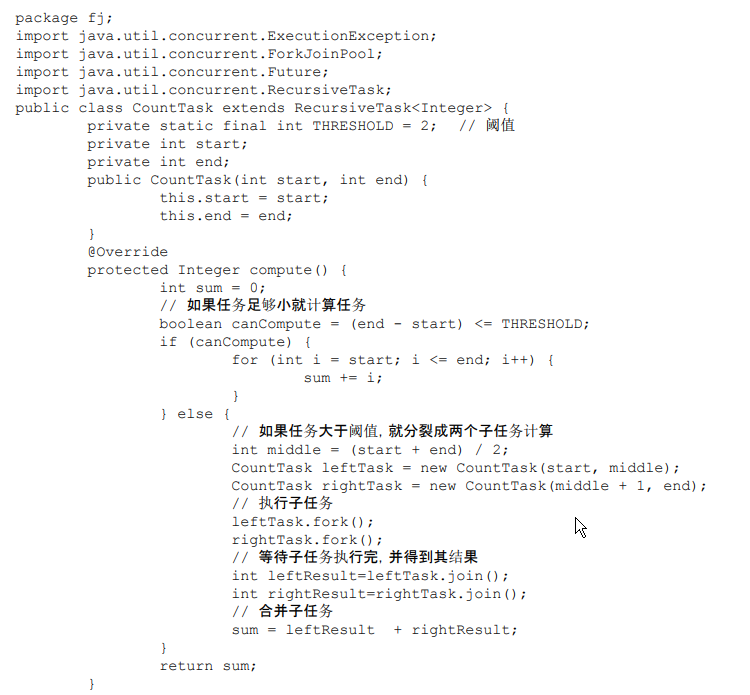 package fj;
import java.util.concurrent.ExecutionException;
import java.util.concurrent.ForkJoinPool;
import java.util.concurrent.Future;
import java.util.concurrent.RecursiveTask;
public class CountTask extends RecursiveTask<Integer> {
        private static final int THRESHOLD = 2;  // 阈值
        private int start;
        private int end;
        public CountTask(int start, int end) {
                this.start = start;
                this.end = end;
        }
        @Override
        protected Integer compute() {
                int sum = 0;
                // 如果任务足够小就计算任务
                boolean canCompute = (end - start) <= THRESHOLD;
                if (canCompute) {
                        for (int i = start; i <= end; i++) {
                                sum += i;
                        }
                } else {
                        // 如果任务大于阈值, 就分裂成两个子任务计算
                        int middle = (start + end) / 2;
                        CountTask leftTask = new CountTask(start, middle);
                        CountTask rightTask = new CountTask(middle + 1, end);
                        // 执行子任务
                        leftTask.fork();
                        rightTask.fork();
                        // 等待子任务执行完, 并得到其结果
                        int leftResult=leftTask.join();
                        int rightResult=rightTask.join();
                        // 合并子任务
                        sum = leftResult  + rightResult;
                }
                return sum;
        }